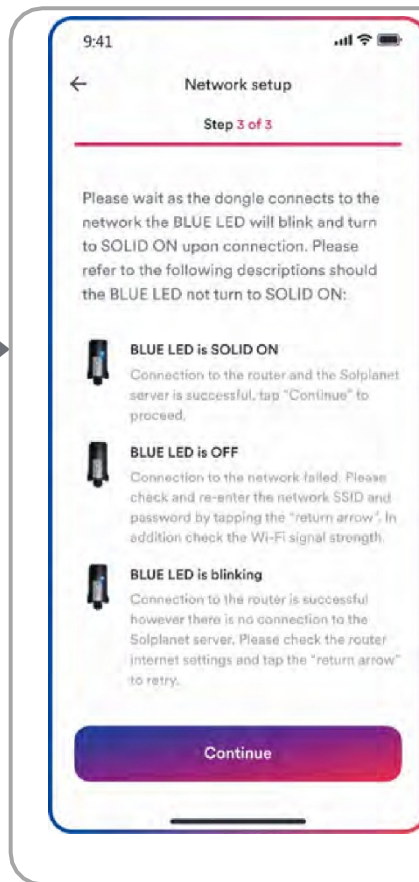 9:41
Network setup
Step 3 of 3
Please wait as the dongle connects to the
network the BLUE LED will blink and turn
to SOLID ON upon connection. Please
refer to the following descriptions should
the BLUE LED not turn to SOLID ON:
BLUE LED is SOLID ON
Connection to the router and the Solplanet
server is successful, tap "Continue" to
proceed.
BLUE LED is OFF
Connection to the network failed. Please
check and re-enter the network SSID and
password by tapping the "return arrow". In
addition check the Wi-Fi signal strength.
BLUE LED is blinking
Connection to the router is successful
however there is no connection to the
Solplanet server. Please check the router
internet settings and tap the "return arrow"
to retry.
Continue